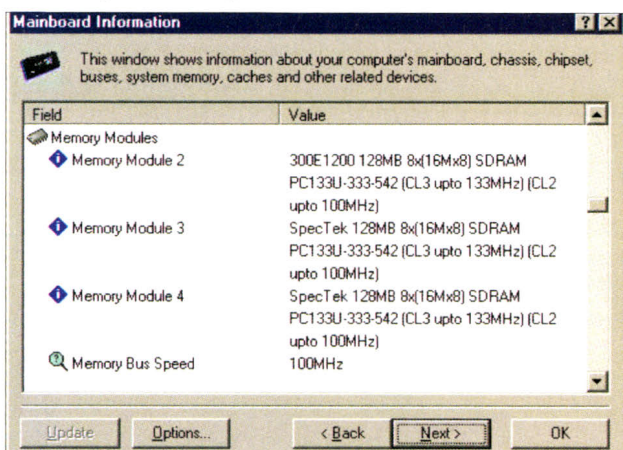 Mainboard Information
This window shows information about your computer's mainboard, chassis, chipset,
buses, system memory, caches and other related devices.
Field Value
Memory Modules
Memory Module 2 300E1200 128MB 8x(16Mx8) SDRAM
PC133U-333-542 (CL3 upto 133MHz) (CL2
upto 100MHz)
Memory Module 3 SpecTek 128MB 8x(16Mx8) SDRAM
PC133U-333-542 (CL3 upto 133MHz) (CL2
upto 100MHz)
Memory Module 4 SpecTek 128MB 8x(16Mx8) SDRAM
PC133U-333-542 (CL3 upto 133MHz) (CL2
upto 100MHz)
Memory Bus Speed 100MHz
Update Options... < Back Next > OK